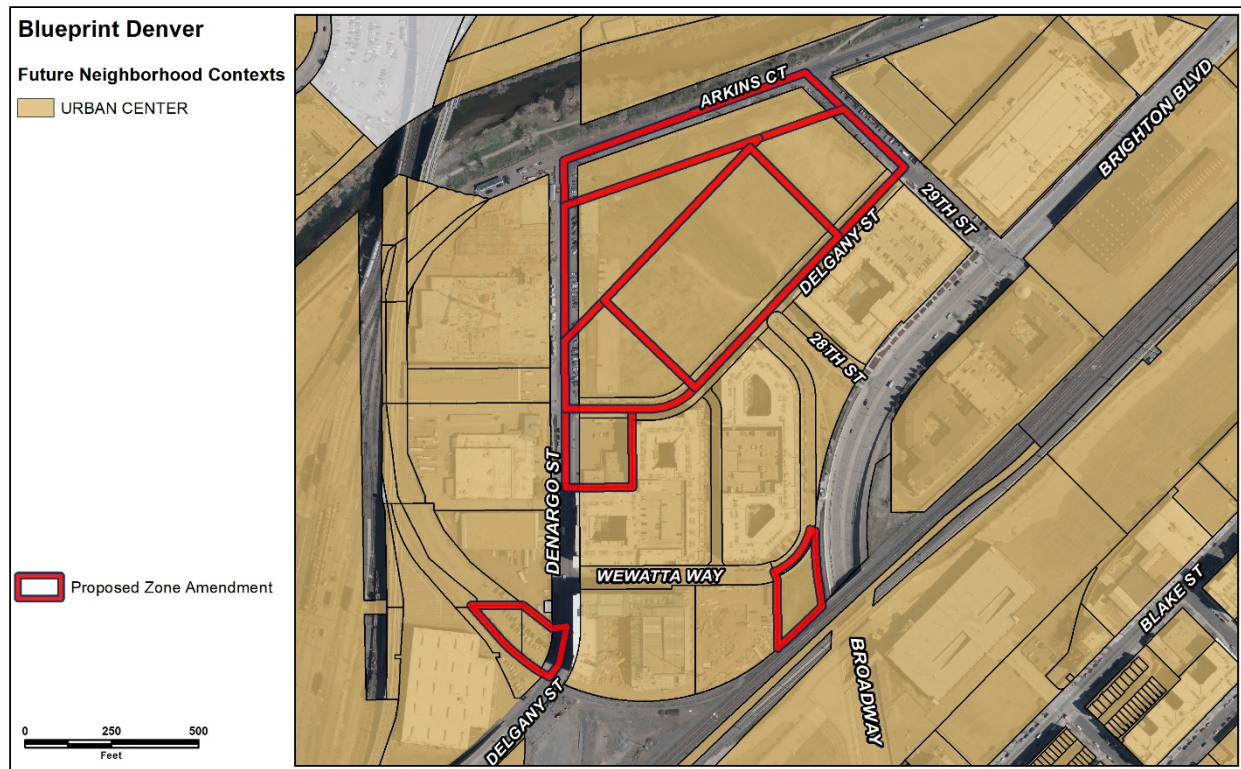 Blueprint Denver
Future Neighborhood Contexts
URBAN CENTER
Proposed Zone Amendment
0 250 500
Feet
ARKINS CT
BRIGHTON BLVD
29TH ST
DELGANY ST
28TH ST
DENARGO ST
WEWATTA WAY
BLAKE ST
BROADWAY
DELGANY ST